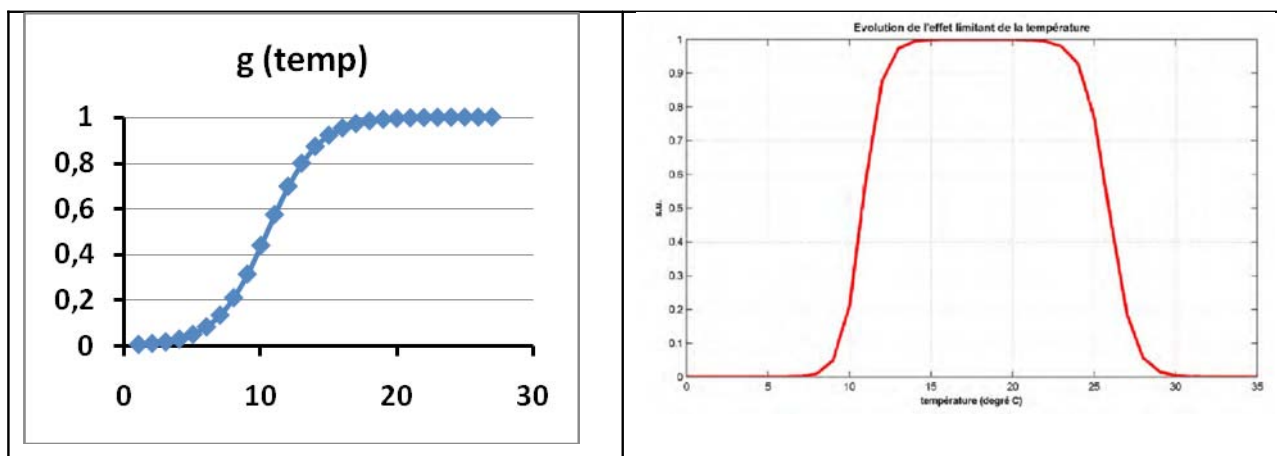 g (temp)
1
0,8
0,6
0,4
0,2
0
0 10 20 30
Evolution de l'effet limitant de la température
1
0.9
0.8
0.7
0.6
0.5
0.4
0.3
0.2
0.1
0
s.u.
0 5 10 15 20 25 30 35
température (degré C)